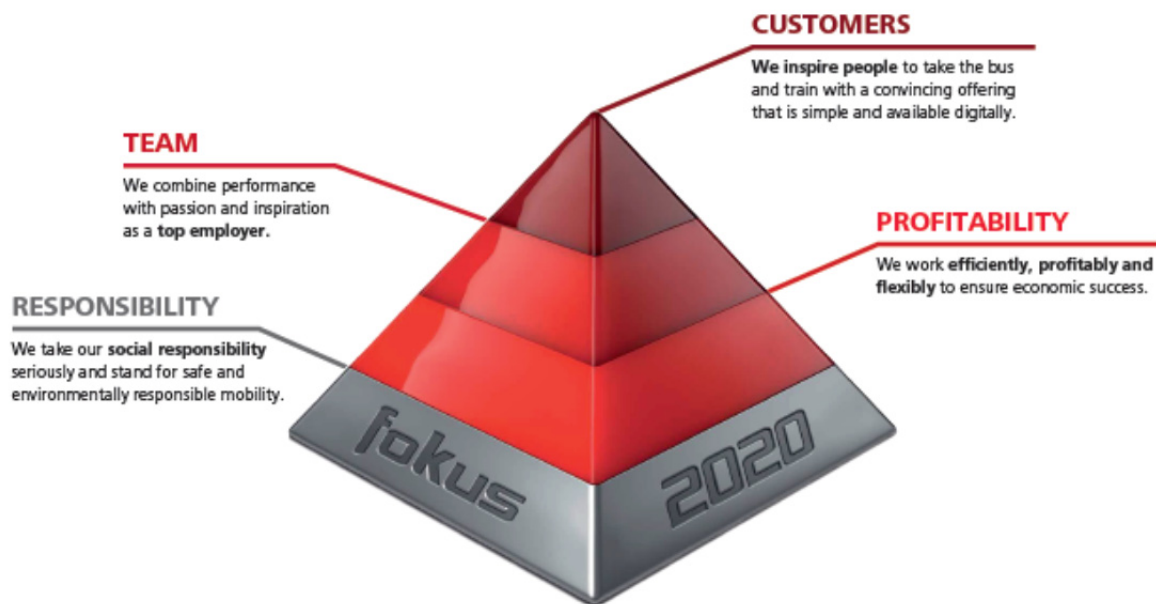 CUSTOMERS
We inspire people to take the bus
and train with a convincing offering
that is simple and available digitally.
TEAM
We combine performance
with passion and inspiration
as a top employer.
PROFITABILITY
We work efficiently, profitably and
flexibly to ensure economic success.
RESPONSIBILITY
We take our social responsibility
seriously and stand for safe and
environmentally responsible mobility.
fokus
2020